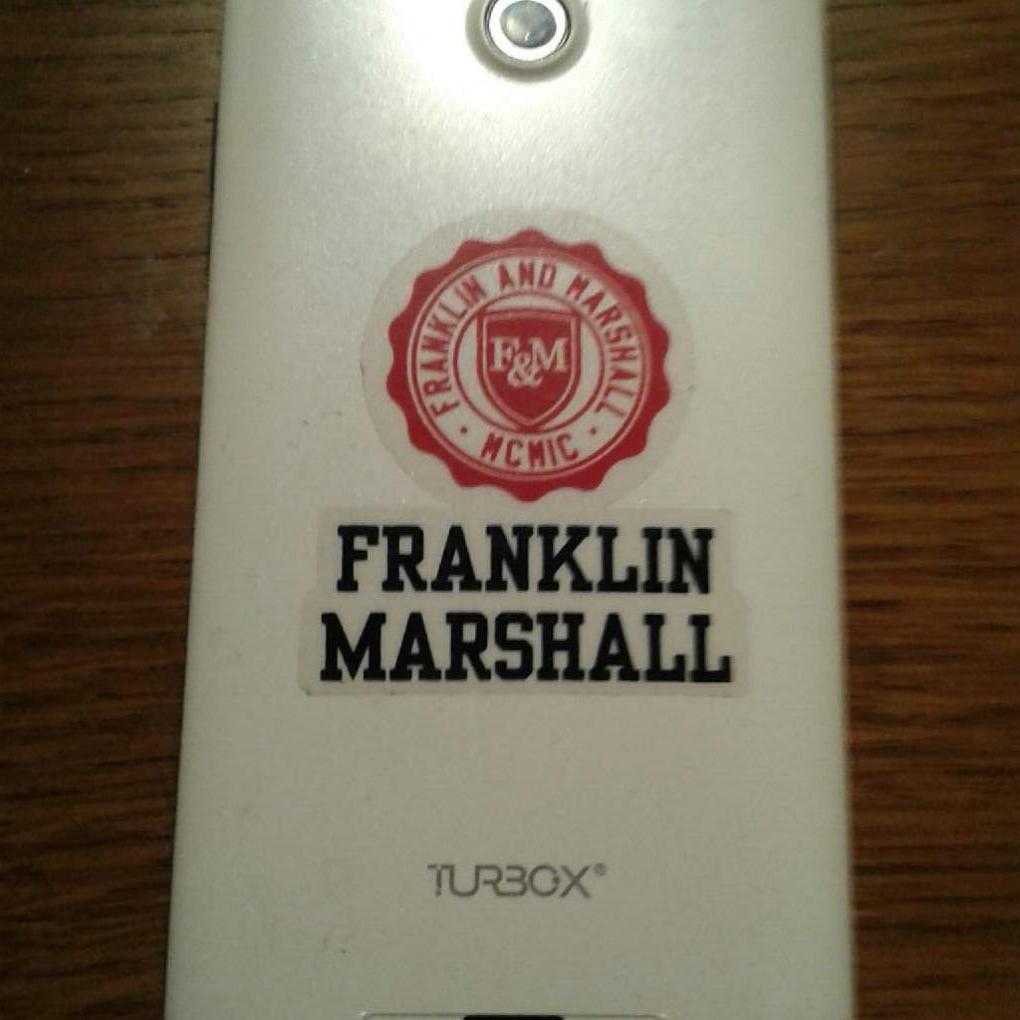 FRANKLIN AND MARSHALL
F&M
· MCMIC ·
FRANKLIN
MARSHALL
TURBOX®